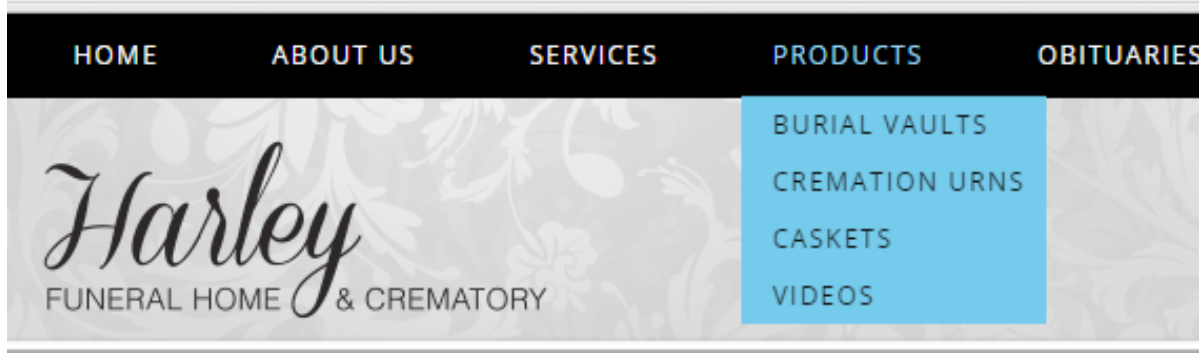 HOME ABOUT US SERVICES PRODUCTS OBITUARIES
BURIAL VAULTS
CREMATION URNS
CASKETS
VIDEOS
Harley
FUNERAL HOME & CREMATORY